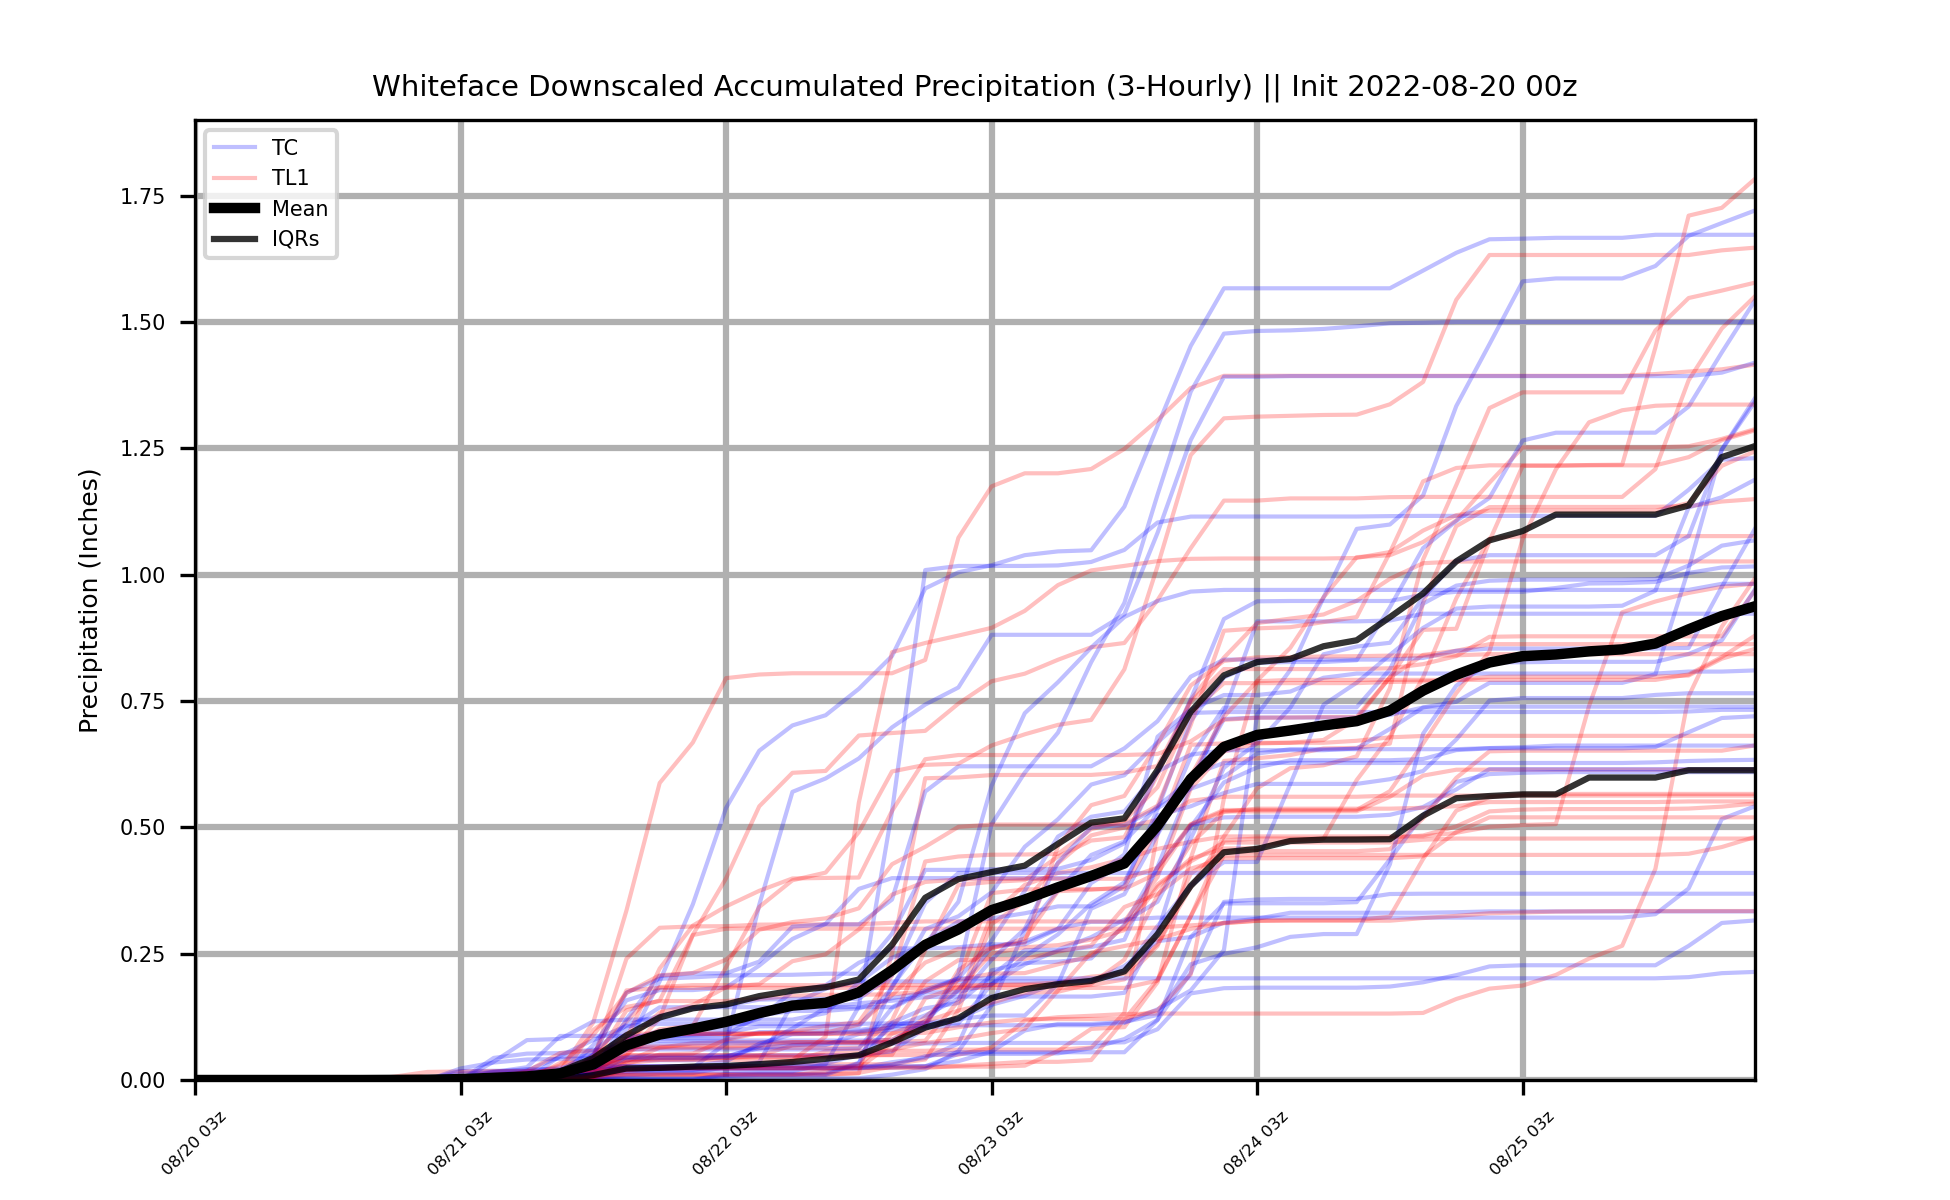 Whiteface Downscaled Accumulated Precipitation (3-Hourly) || Init 2022-08-20 00z
TC
TL1
Mean
IQRs
Precipitation (Inches)
1.75
1.50
1.25
1.00
0.75
0.50
0.25
0.00
08/20 03z
08/21 03z
08/22 03z
08/23 03z
08/24 03z
08/25 03z